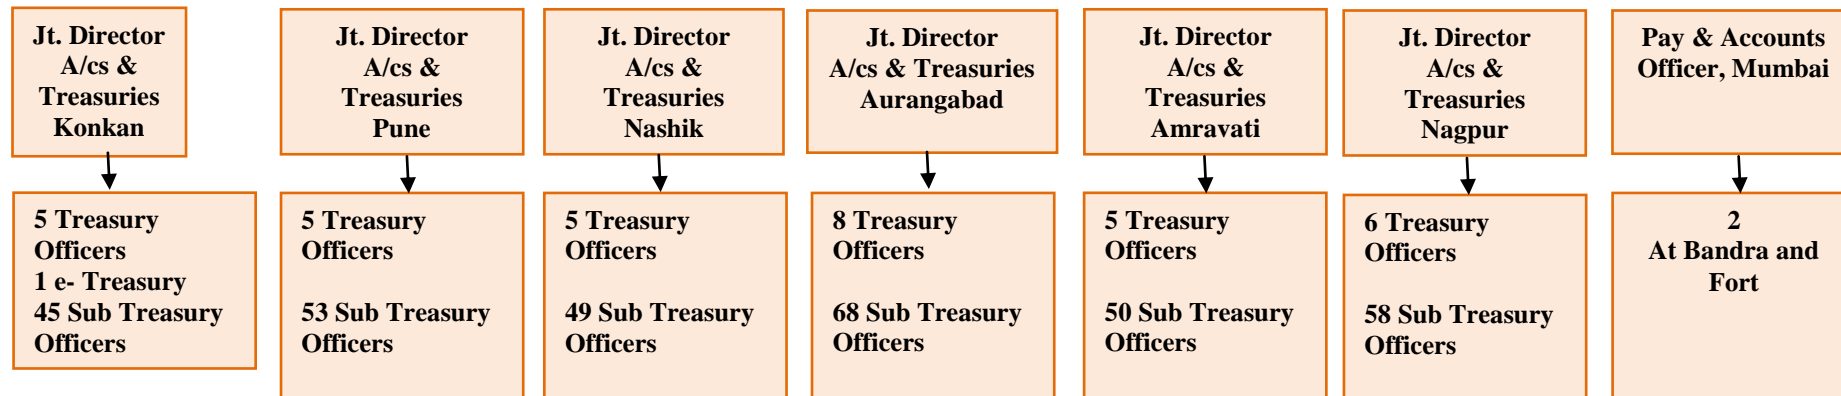 Jt. Director
A/cs &
Treasuries
Konkan
Jt. Director
A/cs &
Treasuries
Pune
Jt. Director
A/cs &
Treasuries
Nashik
Jt. Director
A/cs & Treasuries
Aurangabad
Jt. Director
A/cs &
Treasuries
Amravati
Jt. Director
A/cs &
Treasuries
Nagpur
Pay & Accounts
Officer, Mumbai
5 Treasury
Officers
1 e- Treasury
45 Sub Treasury
Officers
5 Treasury
Officers
53 Sub Treasury
Officers
5 Treasury
Officers
49 Sub Treasury
Officers
8 Treasury
Officers
68 Sub Treasury
Officers
5 Treasury
Officers
50 Sub Treasury
Officers
6 Treasury
Officers
58 Sub Treasury
Officers
2
At Bandra and
Fort